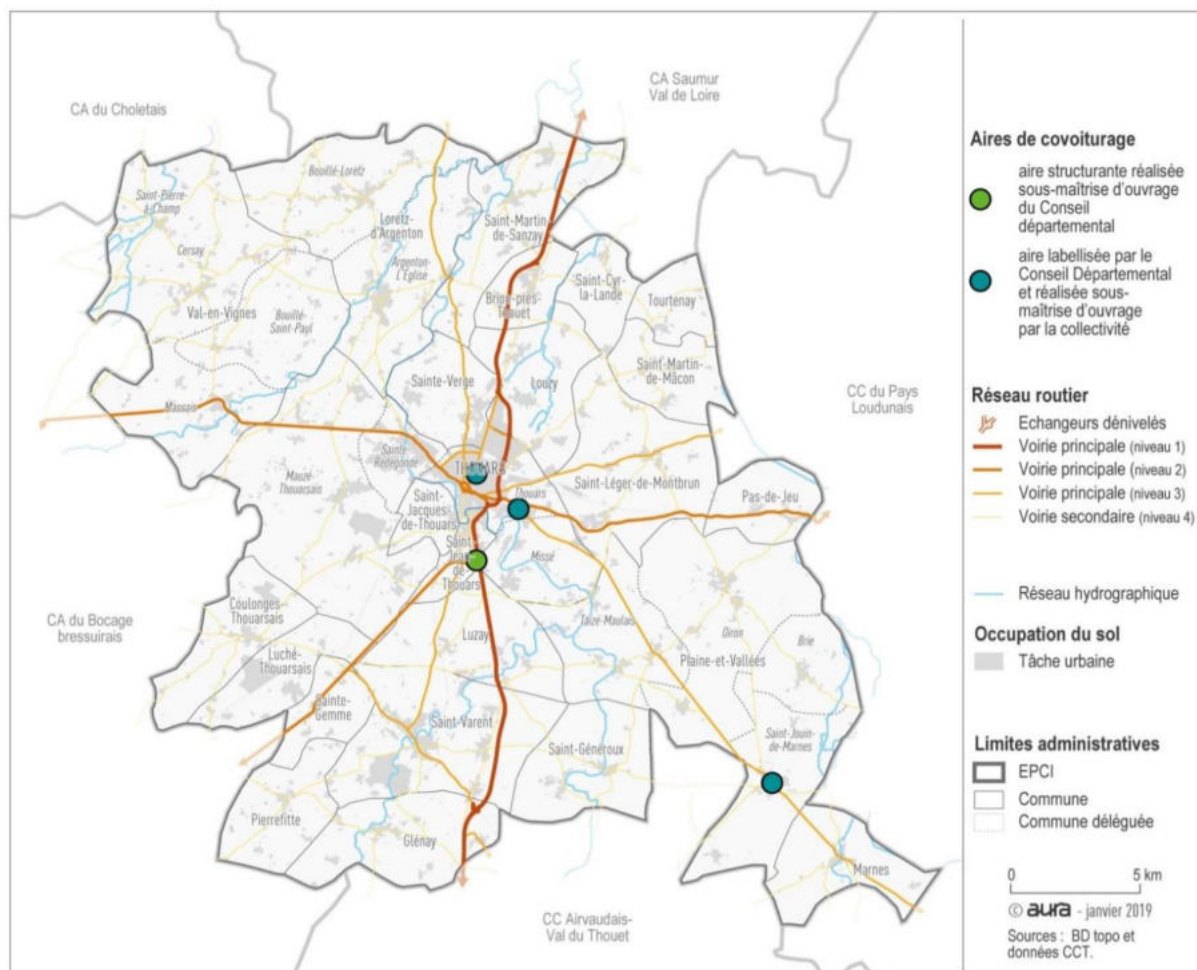 CA du Choletais
CA Saumur
Val de Loire
Saint-Pierre
-à-Champ
Bouillé-Loretz
Cersay
Loretz
d'Argenton
Argenton-
L'Eglise
Saint-Martin
de-Sanzay
Val-en-Vignes
Bouillé-
Saint-Paul
Brion-près-
Thouet
Saint-Cyr-
la-Lande
Tourtenay
Saint-Martin-
de-Mâcon
Sainte-Verge
Louzy
CC du Pays
Loudunais
Massais
Sainte-
Radegonde
THOUARS
Mauzé-
Thouarsais
Saint-
Jacques-
de-Thouars
Thouars
Saint-Léger-de-Montbrun
Pas-de-Jeu
Saint-
Jean-
de-
Thouars
Missé
CA du Bocage
bressuirais
Coulonges-
Thouarsais
Luzay
Taizé-Maulais
Oiron
Brie
Luché-
Thouarsais
Plaine-et-Vallées
Sainte-
Gemme
Saint-Varent
Saint-Généroux
Saint-Jouin-
de-Marnes
Pierrefitte
Glénay
Marnes
CC Airvaudais-
Val du Thouet
Aires de covoiturage
aire structurante réalisée
sous-maîtrise d'ouvrage
du Conseil
départemental
aire labellisée par le
Conseil Départemental
et réalisée sous-
maîtrise d'ouvrage
par la collectivité
Réseau routier
Echangeurs dénivelés
Voirie principale (niveau 1)
Voirie principale (niveau 2)
Voirie principale (niveau 3)
Voirie secondaire (niveau 4)
Réseau hydrographique
Occupation du sol
Tâche urbaine
Limites administratives
EPCI
Commune
Commune déléguée
0 5 km
© aura - janvier 2019
Sources : BD topo et
données CCT.